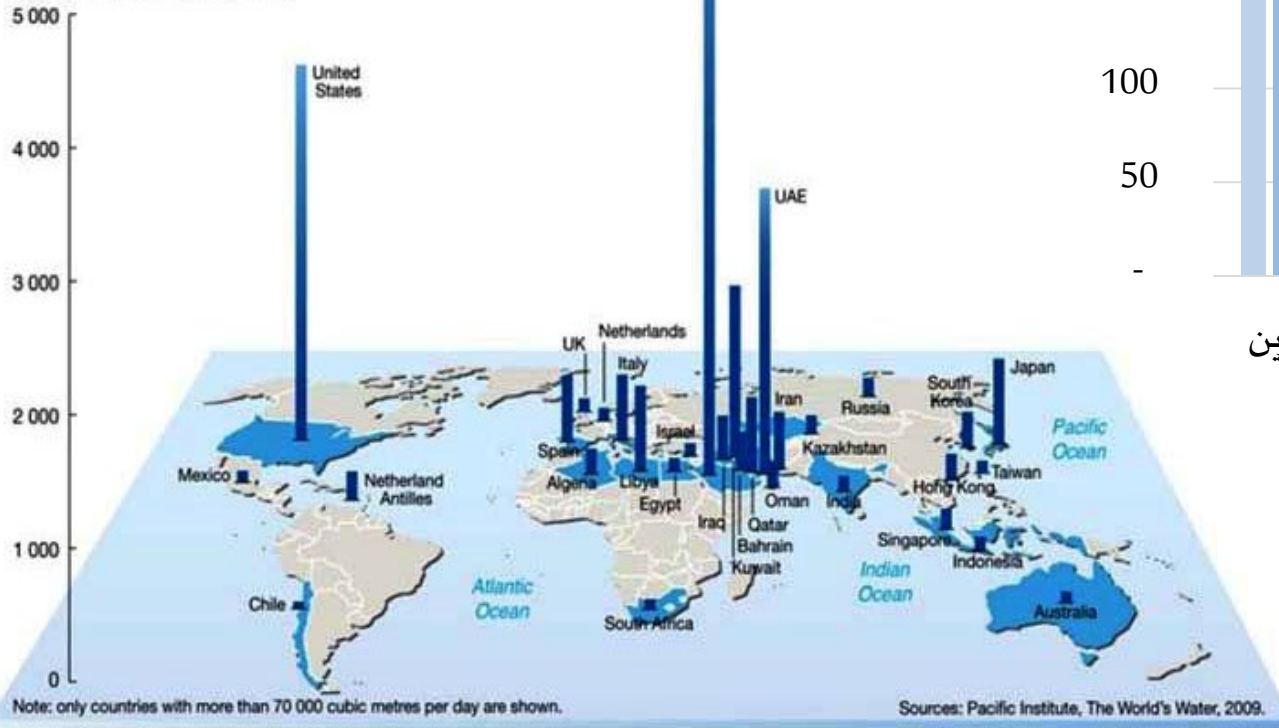 5 000
4 000
3 000
2 000
1 000
0
United
States
UAE
UK
Netherlands
Italy
Spain
Israel
Iran
Russia
South
Korea
Japan
Pacific
Ocean
Kazakhstan
Taiwan
Hong Kong
Mexico
Netherland
Antilles
Algeria
Libya
Egypt
Iraq
Oman
Qatar
Bahrain
Kuwait
India
Singapore
Indonesia
Indian
Ocean
Atlantic
Ocean
Chile
South Africa
Australia
Note: only countries with more than 70 000 cubic metres per day are shown.
Sources: Pacific Institute, The World's Water, 2009.
100
50
-